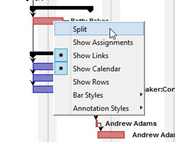 Betty Baker
Split
Show Assignments
Show Links
Show Calendar
Show Rows
aker;Cor
Bar Styles
Annotation Styles
Andrew Adams
Andrew Adam